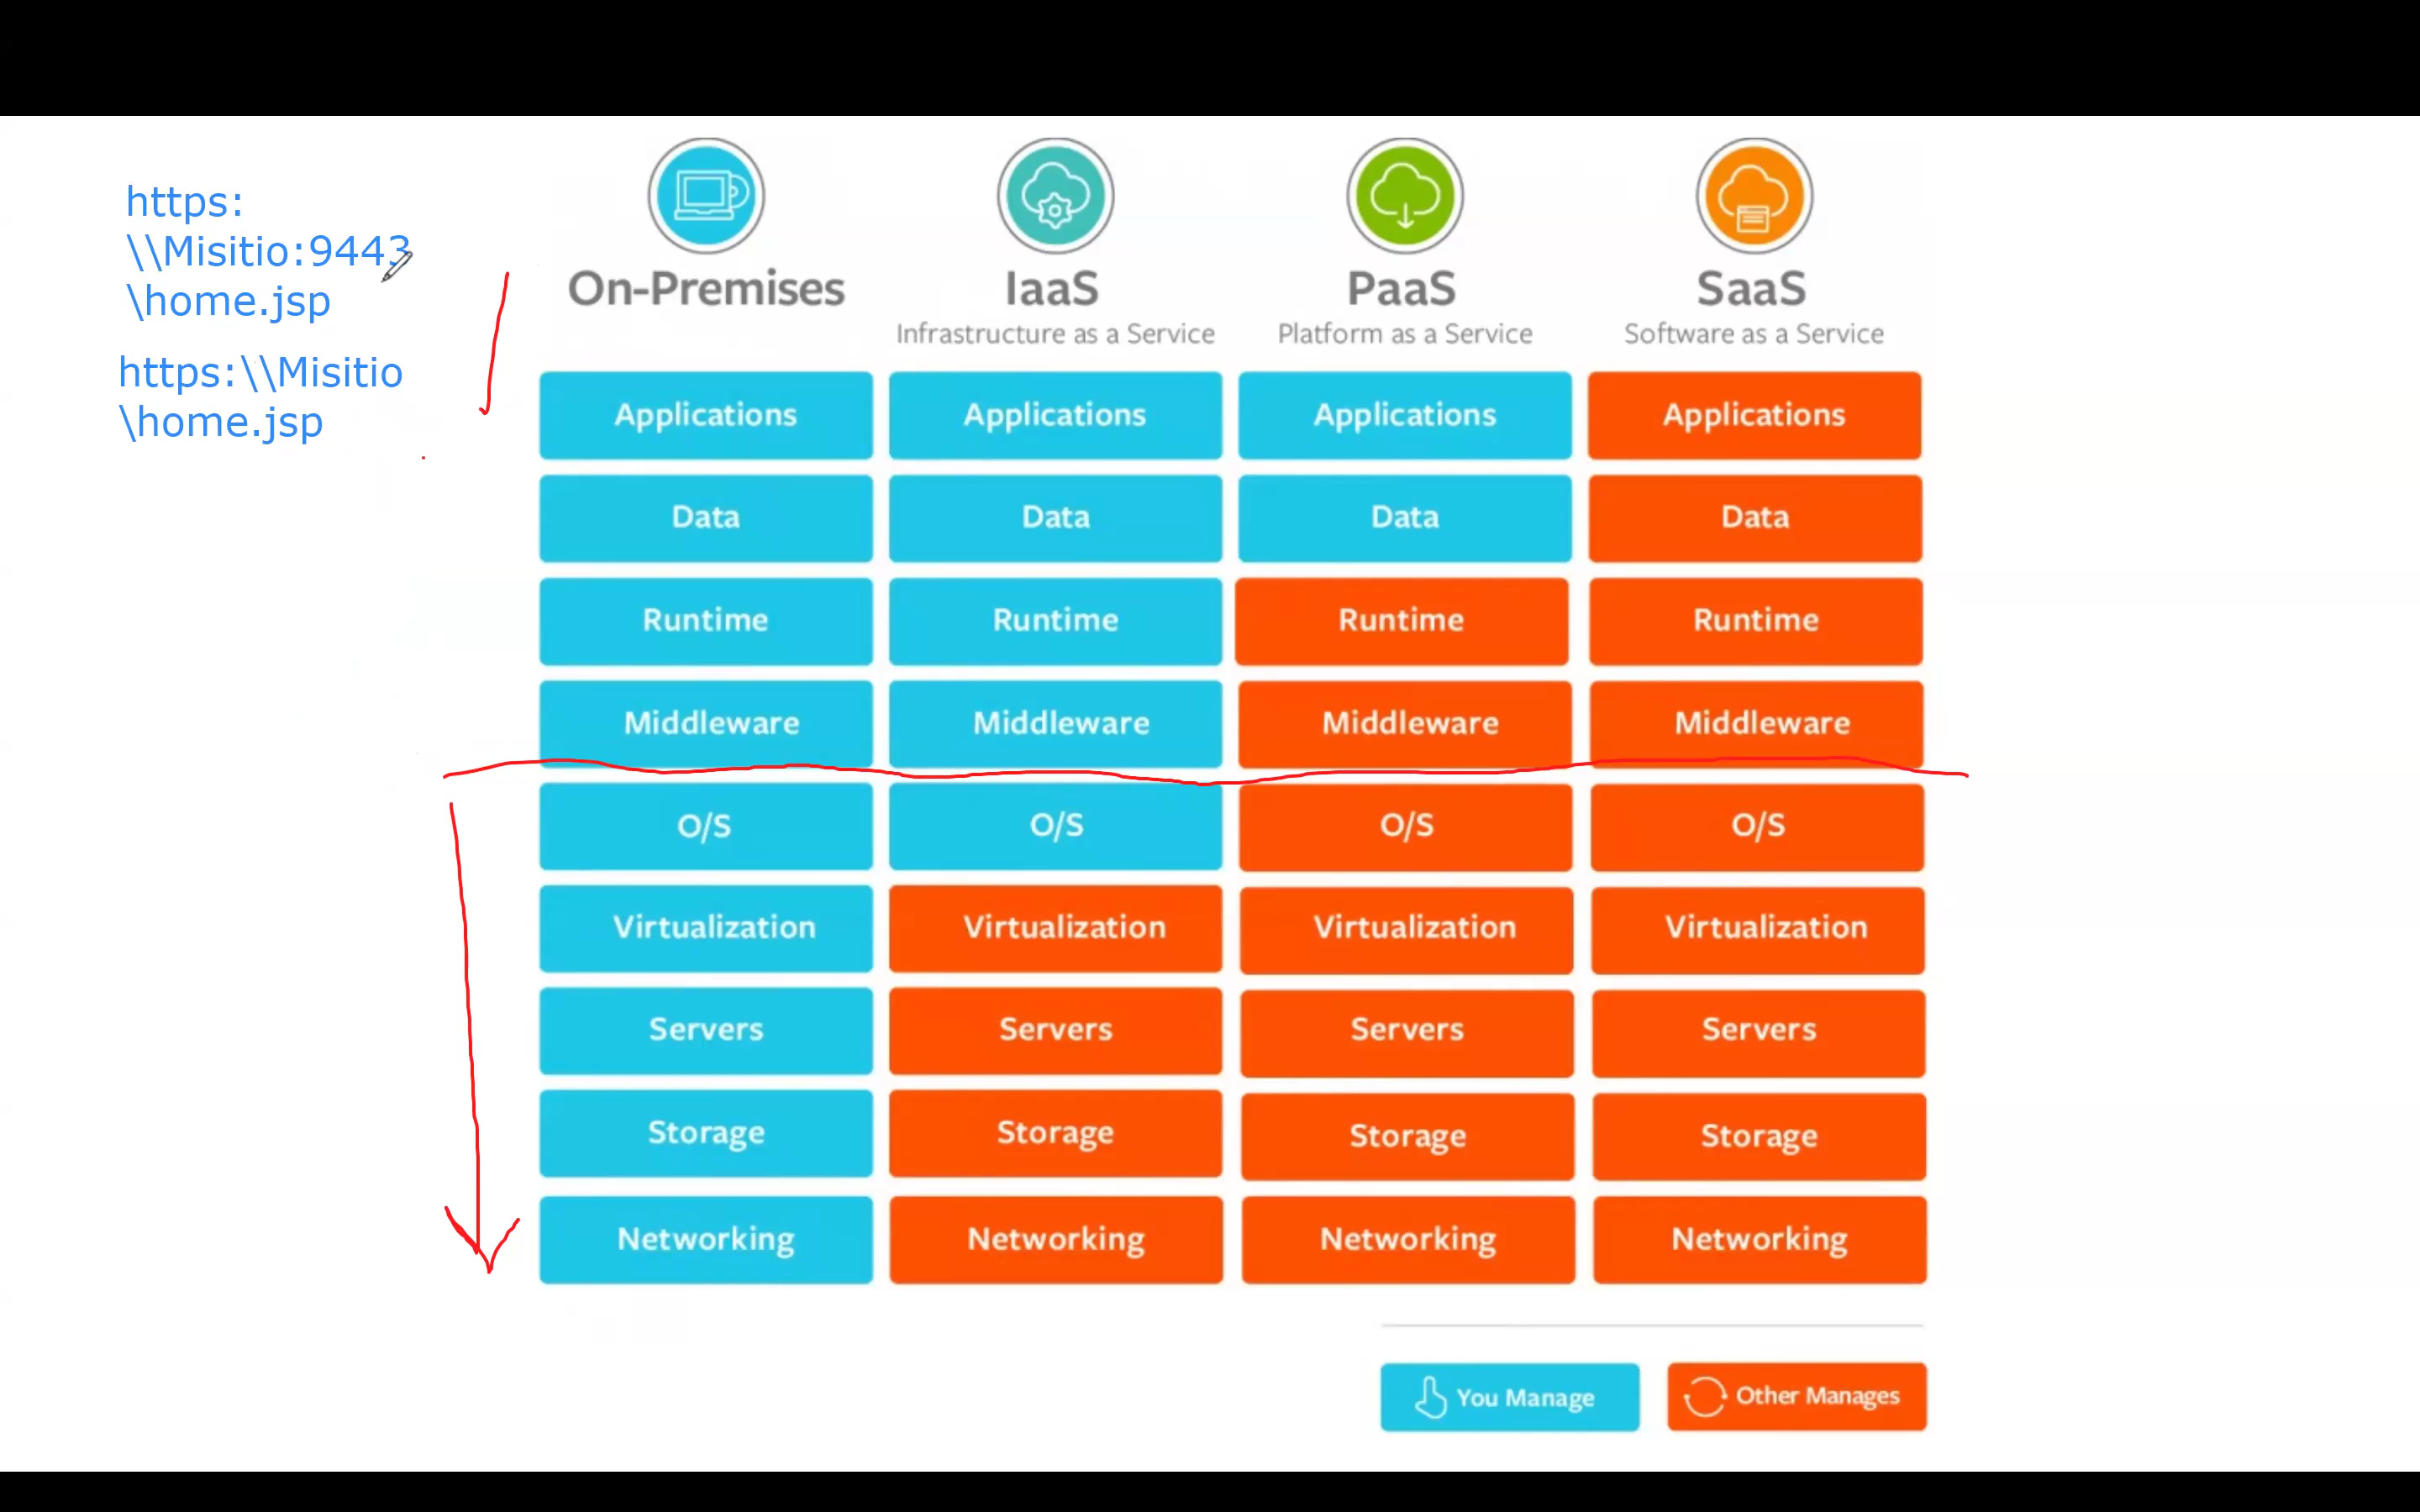 https:
\\Misitio:9443
\home.jsp
https:\\Misitio
\home.jsp
On-Premises IaaS PaaS SaaS
Infrastructure as a Service Platform as a Service Software as a Service
Applications Applications Applications Applications
Data Data Data Data
Runtime Runtime Runtime Runtime
Middleware Middleware Middleware Middleware
O/S O/S O/S O/S
Virtualization Virtualization Virtualization Virtualization
Servers Servers Servers Servers
Storage Storage Storage Storage
Networking Networking Networking Networking
You Manage Other Manages